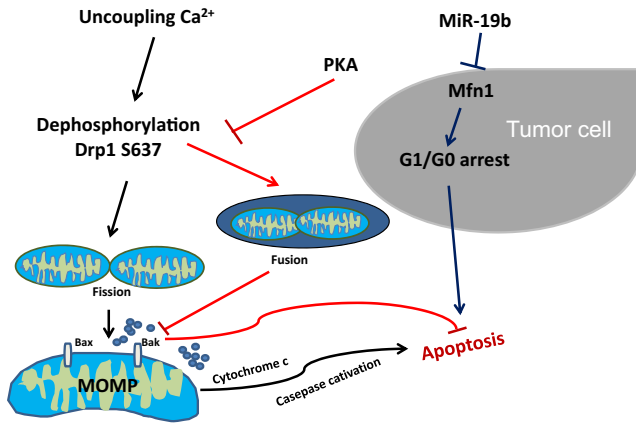 Uncoupling Ca²⁺
MiR-19b
PKA
Mfn1
Dephosphorylation
Drp1 S637
Tumor cell
G1/G0 arrest
Fusion
Fission
Bax
Bak
Apoptosis
MOMP
Cytochrome c
Casepase cativation